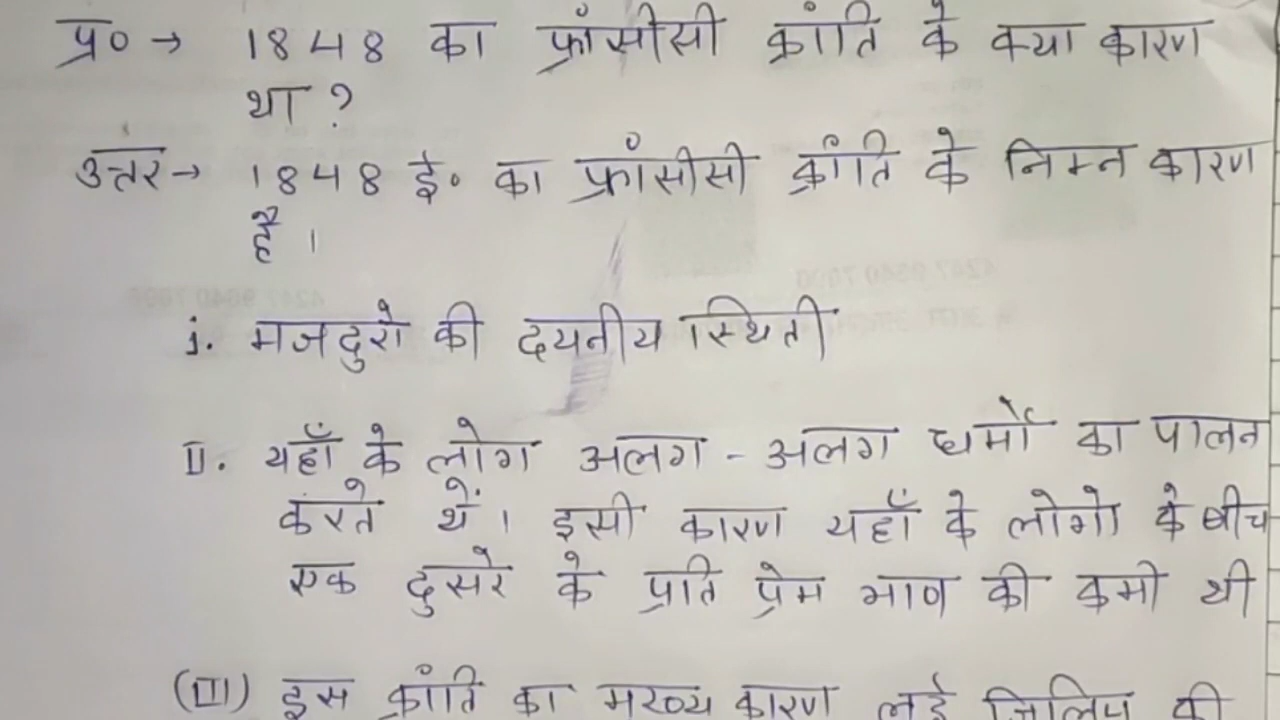 प्र० → 1848 का फ्राँसीसी क्राँति के क्या कारण
था ?
उत्तर → 1848 ई० का फ्राँसीसी क्राँति के निम्न कारण
है ।
i. मजदुरो की दयनीय स्थिती
II. यहाँ के लोग अलग - अलग धर्मो का पालन
करते थें । इसी कारण यहाँ के लोगो के बीच
एक दुसरे के प्रति प्रेम भाव की कमी थी
(III) इस क्राँति का मुख्य कारण लुई फिलिप की